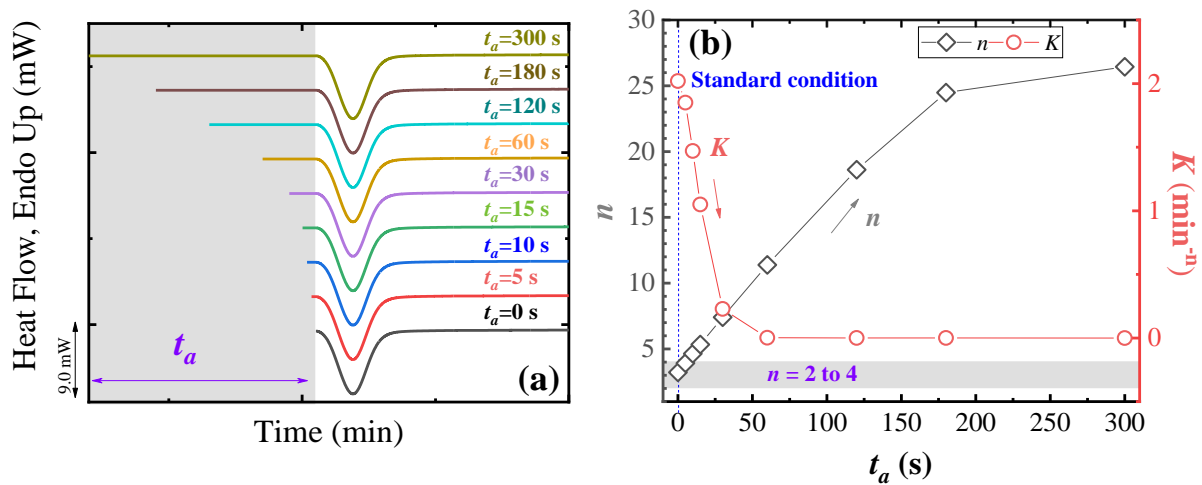 Heat Flow, Endo Up (mW)
t_a=300 s
t_a=180 s
t_a=120 s
t_a=60 s
t_a=30 s
t_a=15 s
t_a=10 s
t_a=5 s
t_a=0 s
t_a
9.0 mW
(a)
Time (min)
(b)
n K
Standard condition
K
n
n = 2 to 4
n
30
25
20
15
10
5
K (min⁻ⁿ)
2
1
0
0 50 100 150 200 250 300
t_a (s)